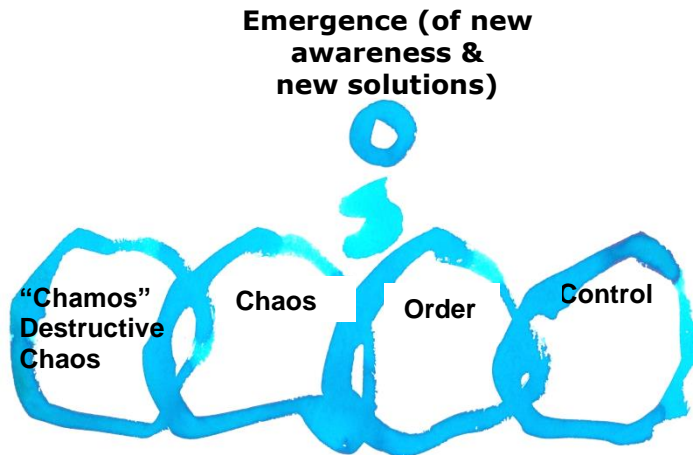 Emergence (of new
awareness &
new solutions)
“Chamos”
Destructive
Chaos
Chaos
Order
Control